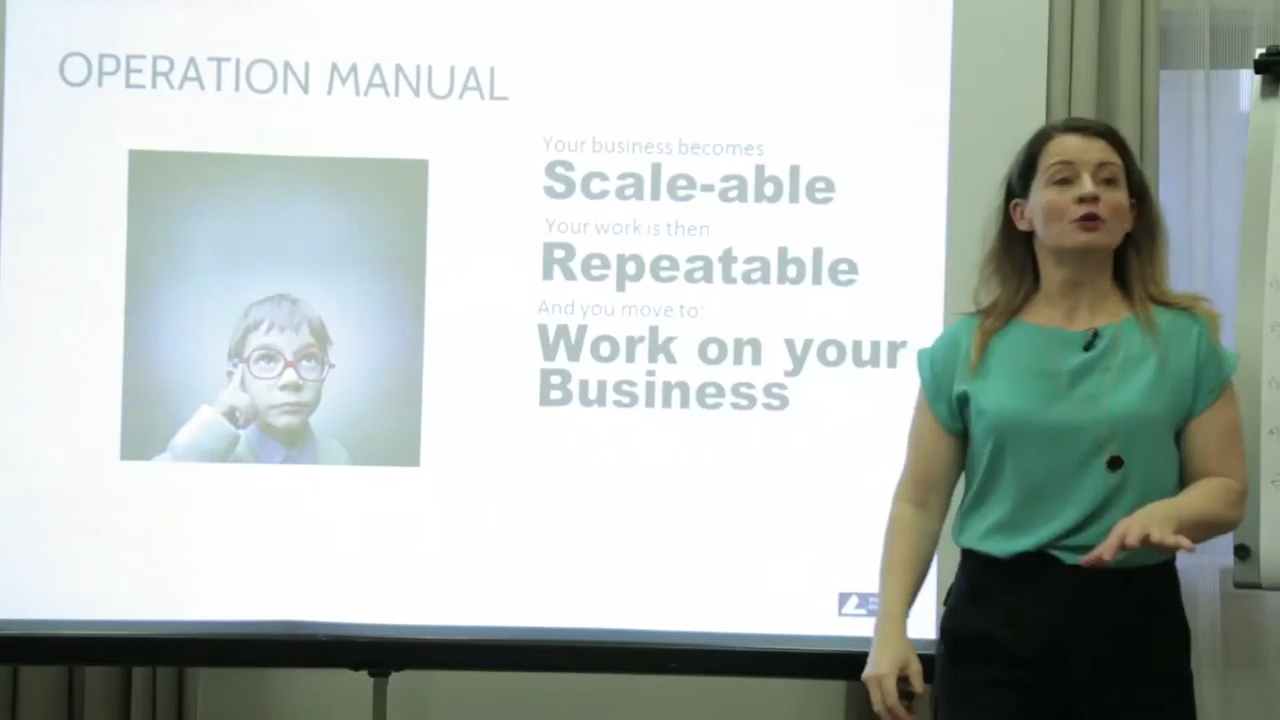 OPERATION MANUAL
Your business becomes
Scale-able
Your work is then
Repeatable
And you move to:
Work on your
Business